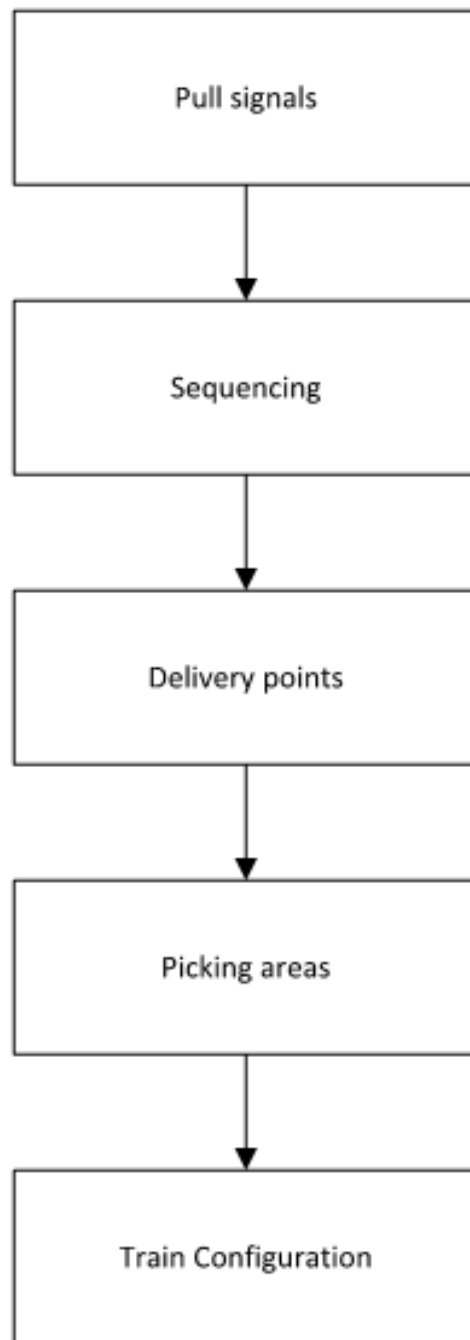 Pull signals
Sequencing
Delivery points
Picking areas
Train Configuration